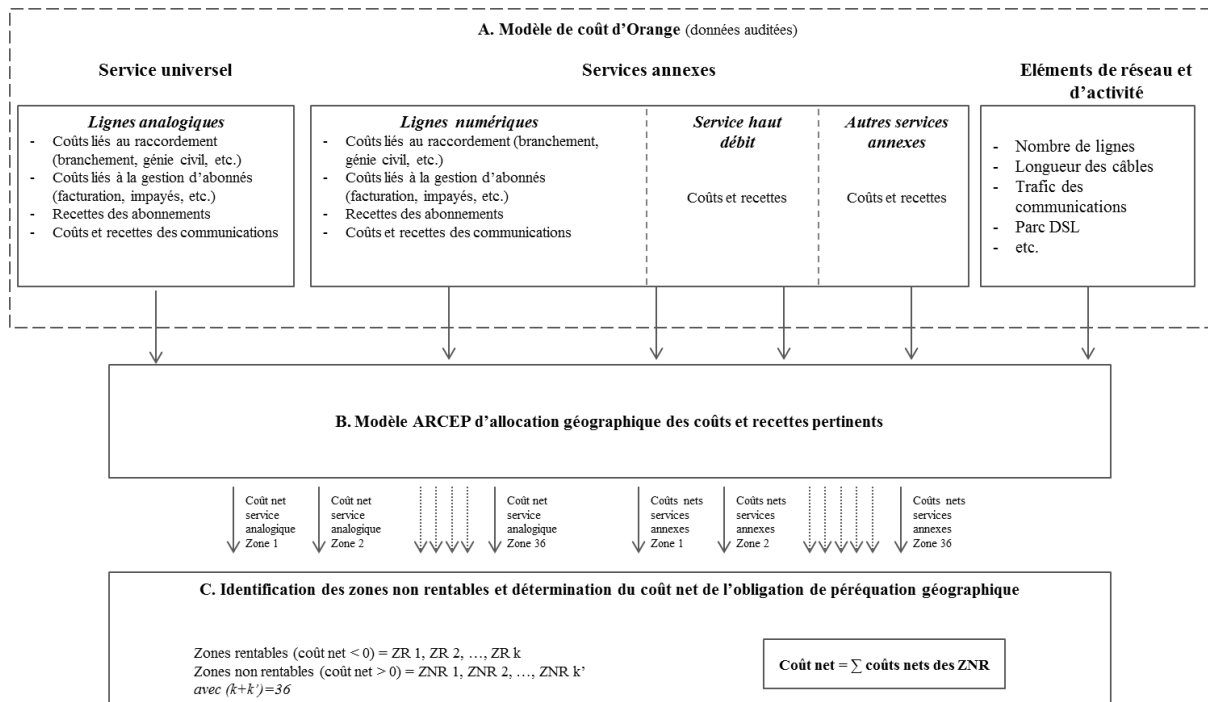 A. Modèle de coût d’Orange (données auditées)
Service universel
Services annexes
Eléments de réseau et
d’activité
Lignes analogiques
- Coûts liés au raccordement
(branchement, génie civil, etc.)
- Coûts liés à la gestion d’abonnés
(facturation, impayés, etc.)
- Recettes des abonnements
- Coûts et recettes des communications
Lignes numériques
- Coûts liés au raccordement (branchement,
génie civil, etc.)
- Coûts liés à la gestion d’abonnés
(facturation, impayés, etc.)
- Recettes des abonnements
- Coûts et recettes des communications
Service haut
débit
Coûts et recettes
Autres services
annexes
Coûts et recettes
- Nombre de lignes
- Longueur des câbles
- Trafic des
communications
- Parc DSL
- etc.
B. Modèle ARCEP d’allocation géographique des coûts et recettes pertinents
Coût net
service
analogique
Zone 1
Coût net
service
analogique
Zone 2
Coût net
service
analogique
Zone 36
Coûts nets
services
annexes
Zone 1
Coûts nets
services
annexes
Zone 2
Coûts nets
services
annexes
Zone 36
C. Identification des zones non rentables et détermination du coût net de l’obligation de péréquation géographique
Zones rentables (coût net < 0) = ZR 1, ZR 2, …, ZR k
Zones non rentables (coût net > 0) = ZNR 1, ZNR 2, …, ZNR k’
avec (k+k’)=36
Coût net = ∑ coûts nets des ZNR